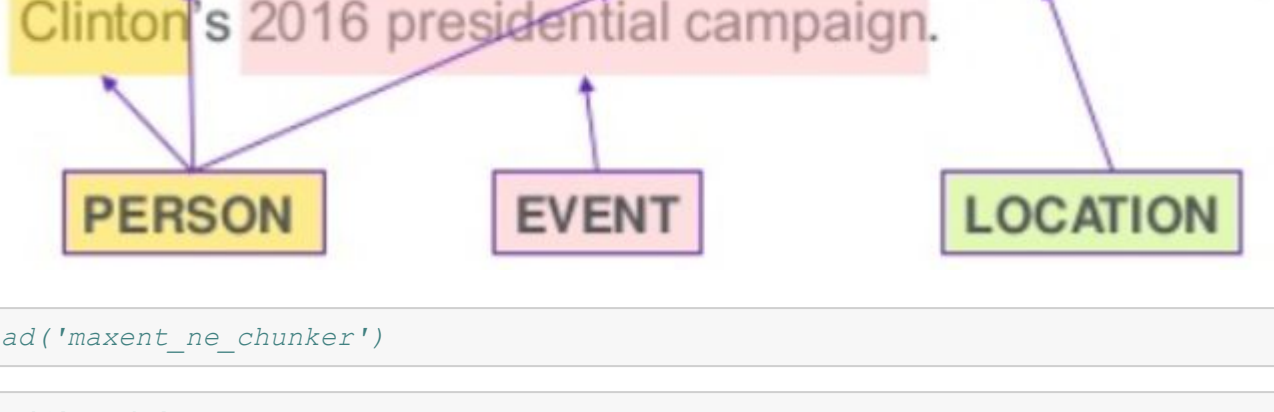 Clinton's 2016 presidential campaign.
PERSON EVENT LOCATION
ad('maxent_ne_chunker')